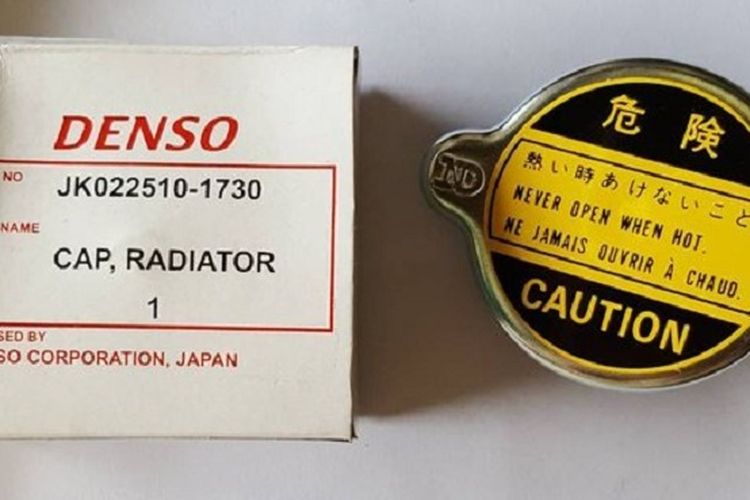 DENSO
NO JK022510-1730
NAME
CAP, RADIATOR
1
SED BY
SO CORPORATION, JAPAN
ND
危険
熱い時あけないこと
NEVER OPEN WHEN HOT.
NE JAMAIS OUVRIR À CHAUD.
CAUTION